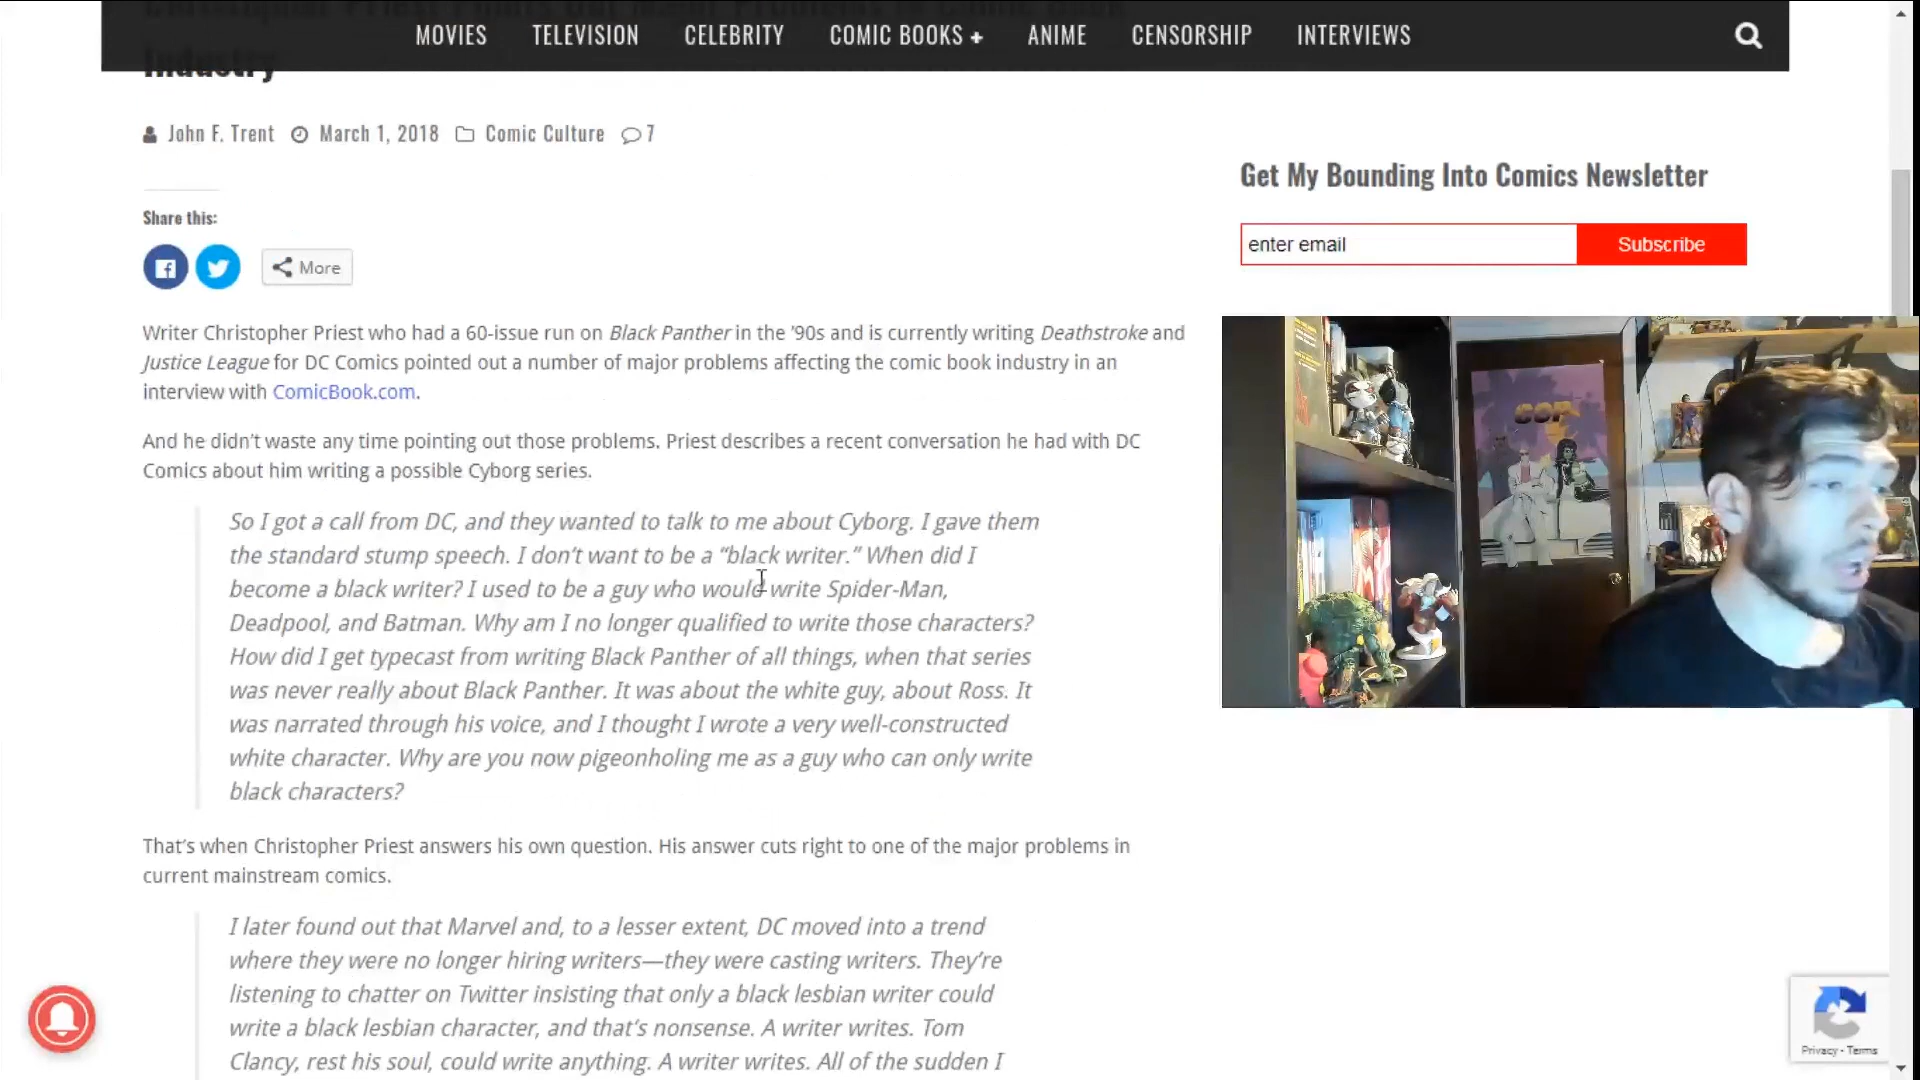 MOVIES TELEVISION CELEBRITY COMIC BOOKS + ANIME CENSORSHIP INTERVIEWS
Industry
John F. Trent March 1, 2018 Comic Culture 7
Share this:
More
Writer Christopher Priest who had a 60-issue run on Black Panther in the '90s and is currently writing Deathstroke and
Justice League for DC Comics pointed out a number of major problems affecting the comic book industry in an
interview with ComicBook.com.
And he didn't waste any time pointing out those problems. Priest describes a recent conversation he had with DC
Comics about him writing a possible Cyborg series.
So I got a call from DC, and they wanted to talk to me about Cyborg. I gave them
the standard stump speech. I don't want to be a “black writer.” When did I
become a black writer? I used to be a guy who would write Spider-Man,
Deadpool, and Batman. Why am I no longer qualified to write those characters?
How did I get typecast from writing Black Panther of all things, when that series
was never really about Black Panther. It was about the white guy, about Ross. It
was narrated through his voice, and I thought I wrote a very well-constructed
white character. Why are you now pigeonholing me as a guy who can only write
black characters?
That's when Christopher Priest answers his own question. His answer cuts right to one of the major problems in
current mainstream comics.
I later found out that Marvel and, to a lesser extent, DC moved into a trend
where they were no longer hiring writers—they were casting writers. They're
listening to chatter on Twitter insisting that only a black lesbian writer could
write a black lesbian character, and that's nonsense. A writer writes. Tom
Clancy, rest his soul, could write anything. A writer writes. All of the sudden I
Get My Bounding Into Comics Newsletter
enter email Subscribe
COP
Privacy - Terms